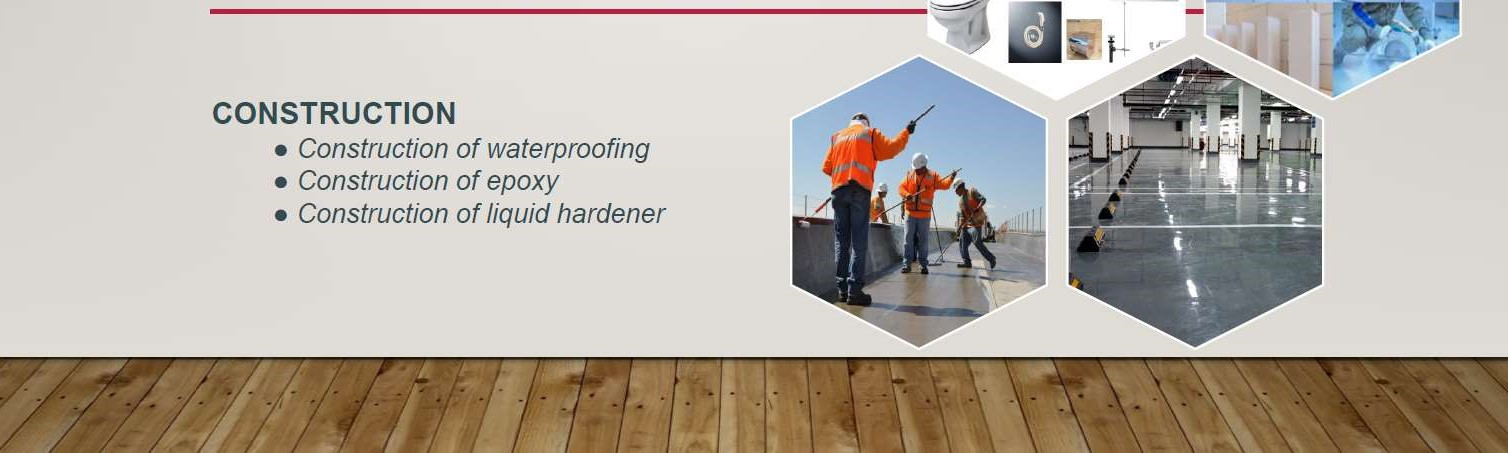 CONSTRUCTION
● Construction of waterproofing
● Construction of epoxy
● Construction of liquid hardener